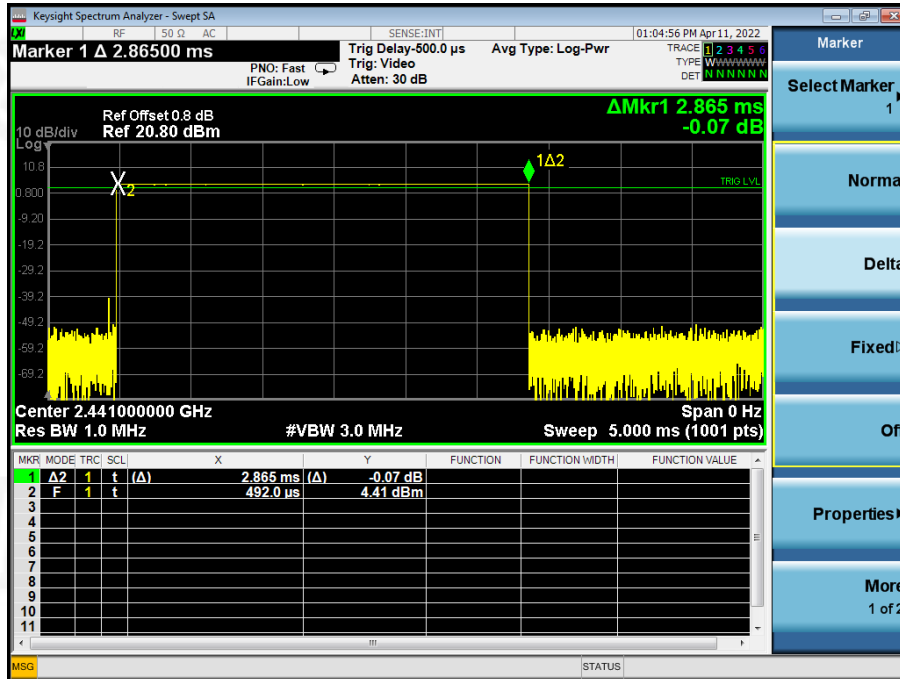 Keysight Spectrum Analyzer - Swept SA
LXI RF 50 Ω AC SENSE:INT 01:04:56 PM Apr 11, 2022
Marker 1 Δ 2.86500 ms
PNO: Fast
IFGain:Low
Trig Delay-500.0 µs
Trig: Video
Atten: 30 dB
Avg Type: Log-Pwr
TRACE 1 2 3 4 5 6
TYPE WWWWWW
DET N N N N N N
Ref Offset 0.8 dB
10 dB/div Ref 20.80 dBm
Log
ΔMkr1 2.865 ms
-0.07 dB
10.8
0.800
-9.20
-19.2
-29.2
-39.2
-49.2
-59.2
-69.2
2
1Δ2
TRIG LVL
Center 2.441000000 GHz Span 0 Hz
Res BW 1.0 MHz #VBW 3.0 MHz Sweep 5.000 ms (1001 pts)
MKR MODE TRC SCL X Y FUNCTION FUNCTION WIDTH FUNCTION VALUE
1 Δ2 1 t (Δ) 2.865 ms (Δ) -0.07 dB
2 F 1 t 492.0 µs 4.41 dBm
3
4
5
6
7
8
9
10
11
MSG STATUS
Marker
Select Marker
1
Norma
Delta
Fixed
Of
Properties
More
1 of 2